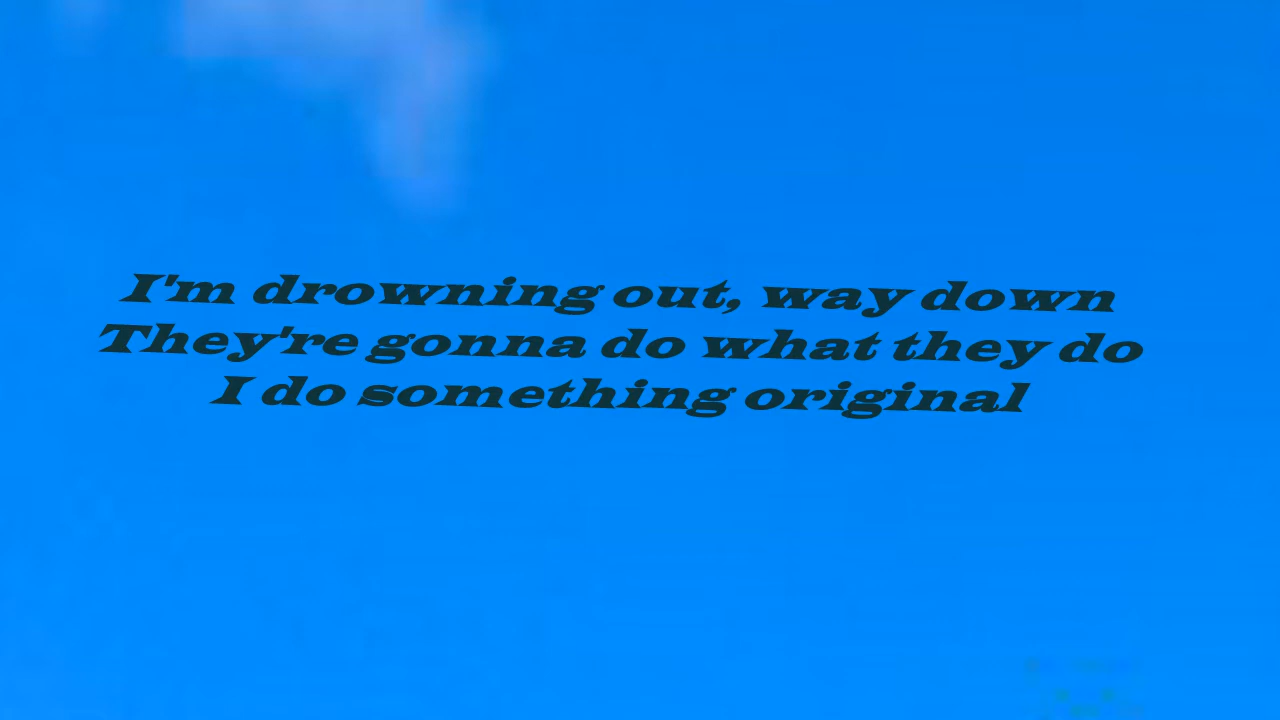 I'm drowning out, way down
They're gonna do what they do
I do something original